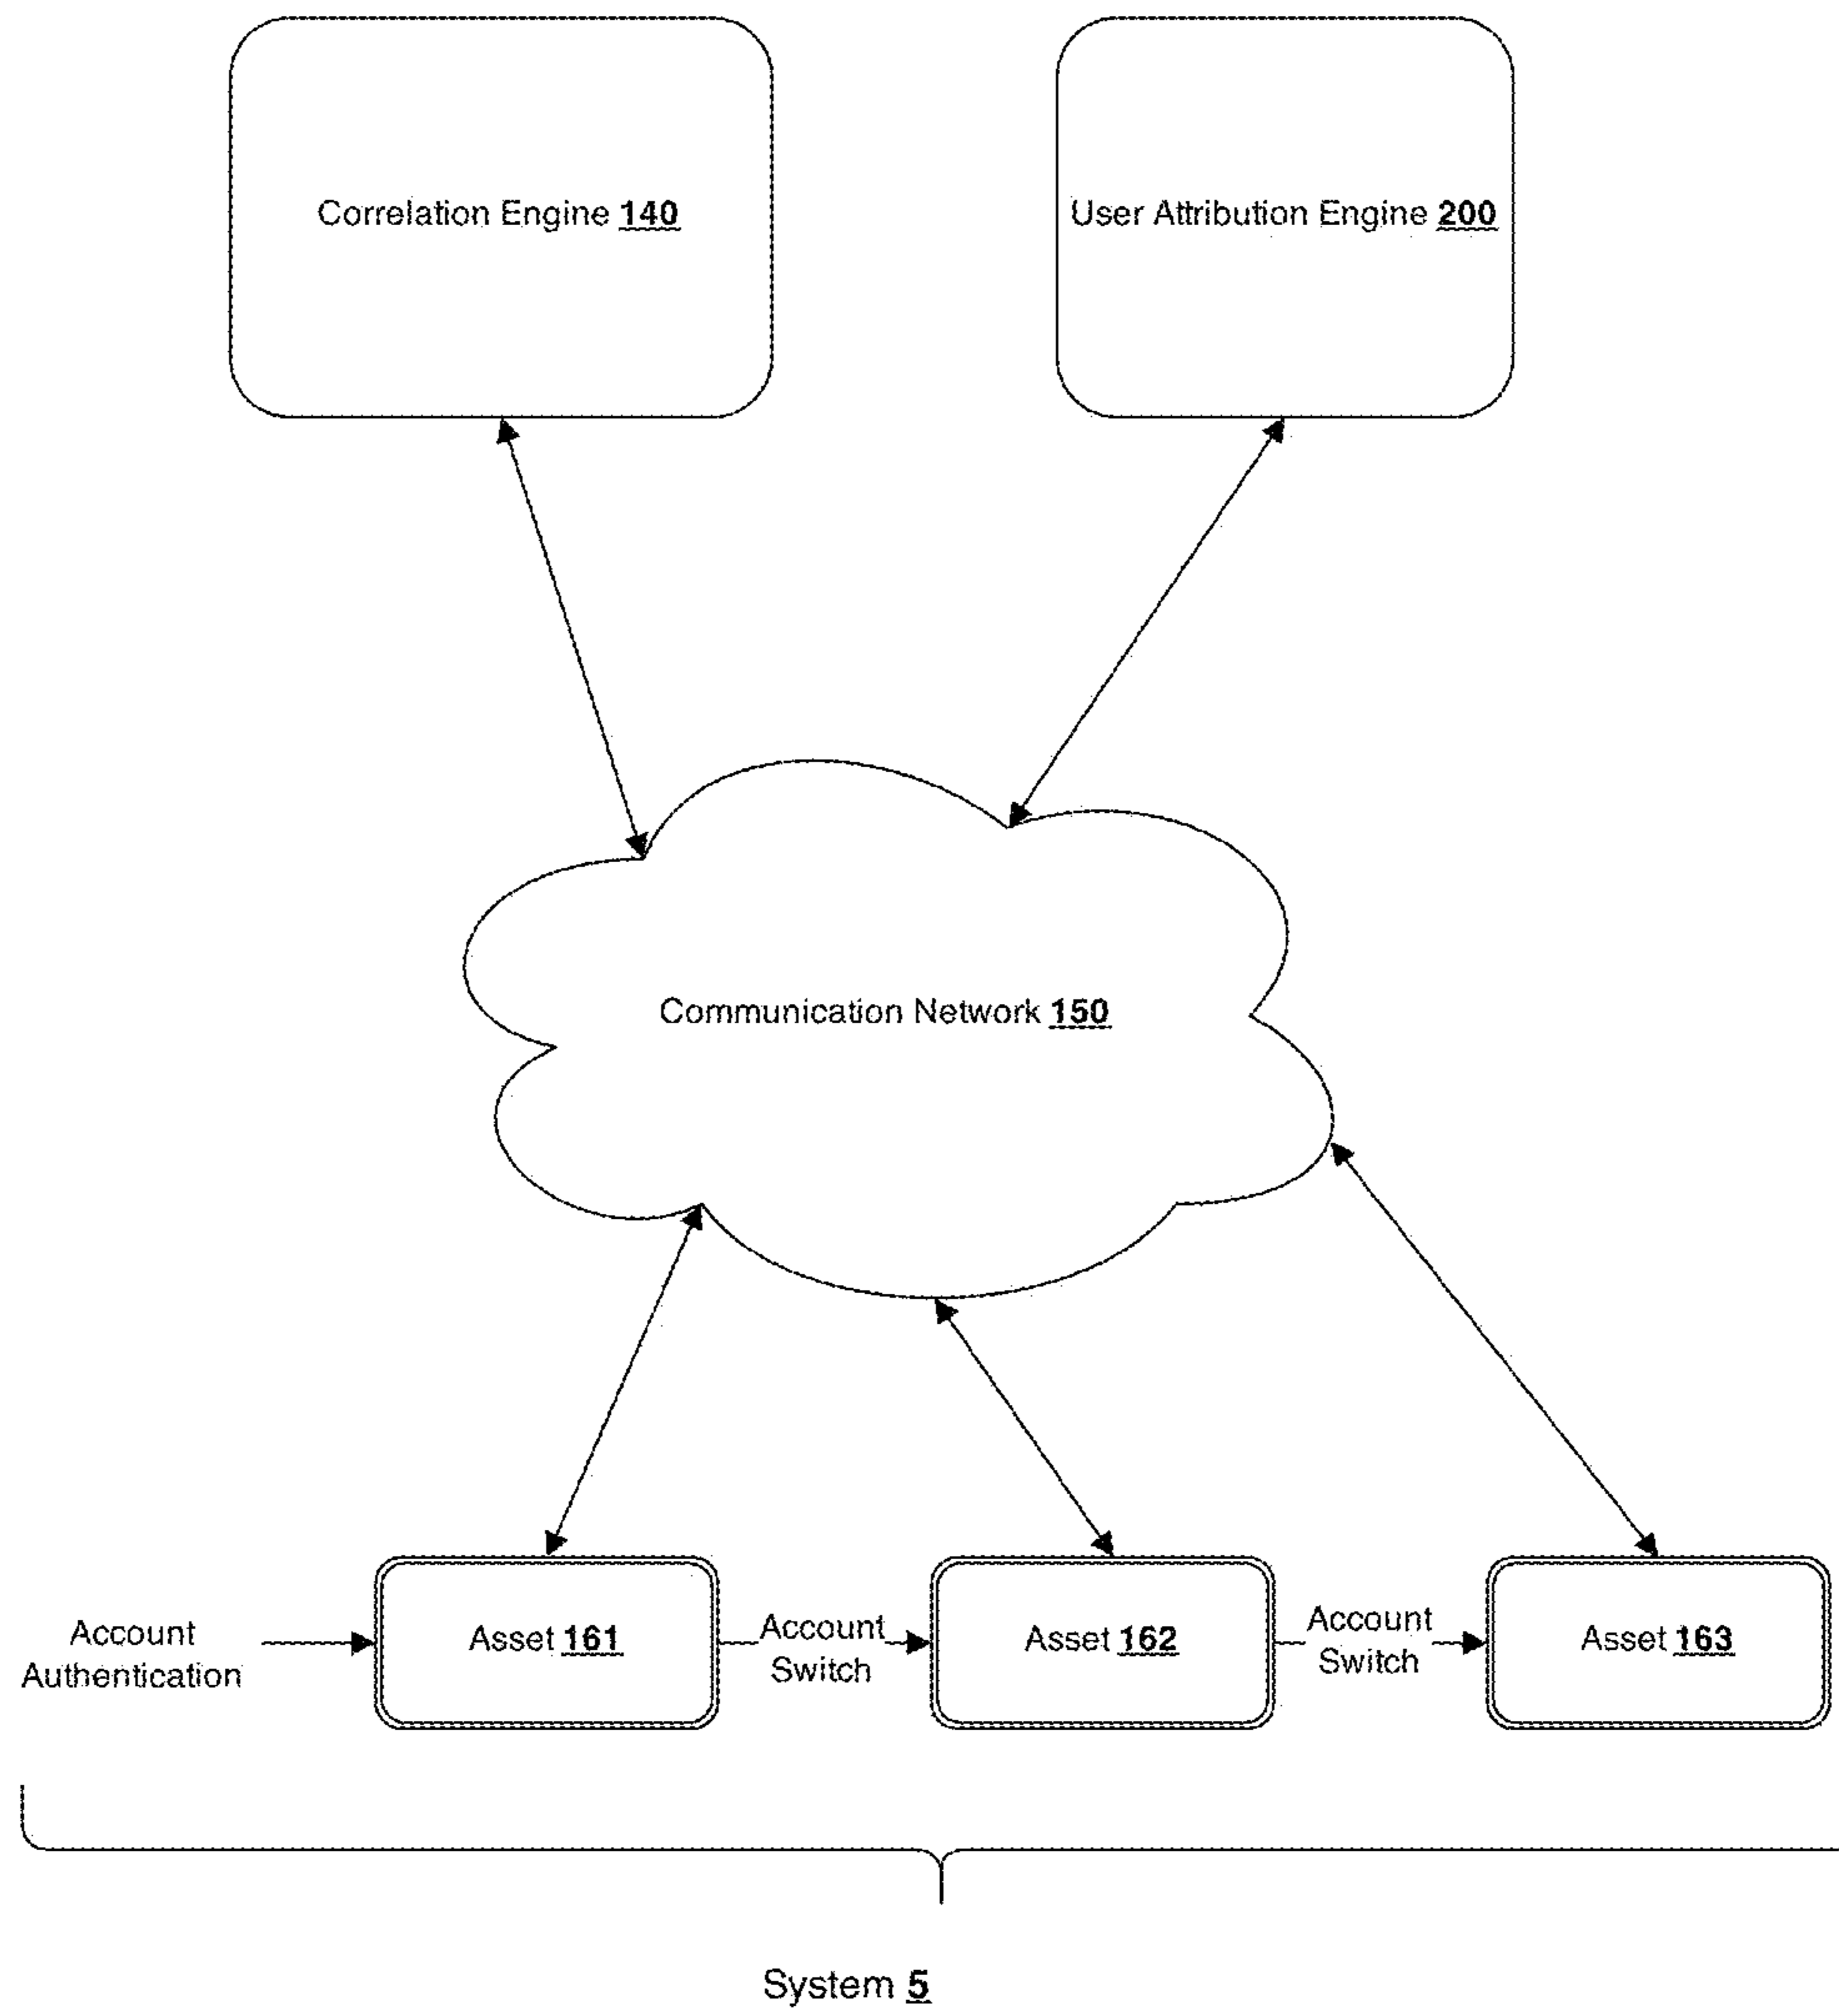 Correlation Engine 140
User Attribution Engine 200
Communication Network 150
Account
Authentication
Asset 161
Account
Switch
Asset 162
Account
Switch
Asset 163
System 5